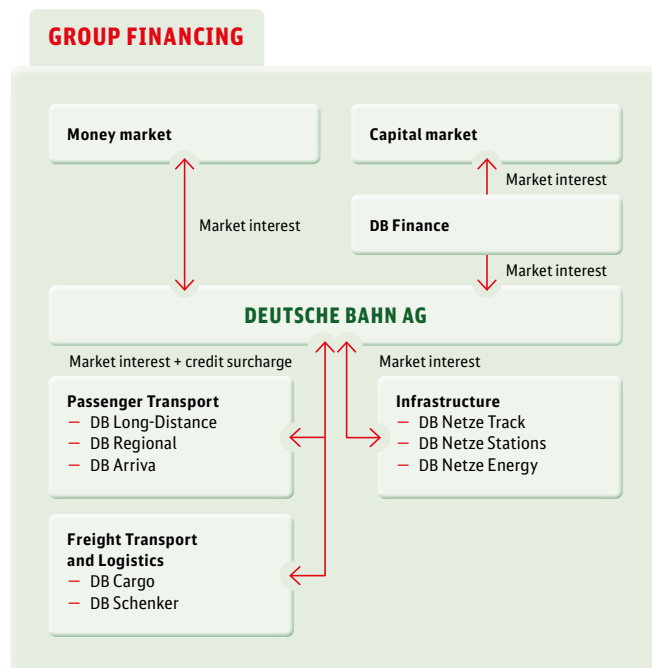 GROUP FINANCING
Money market
Capital market
Market interest
Market interest
DB Finance
Market interest
DEUTSCHE BAHN AG
Market interest + credit surcharge
Market interest
Passenger Transport
– DB Long-Distance
– DB Regional
– DB Arriva
Infrastructure
– DB Netze Track
– DB Netze Stations
– DB Netze Energy
Freight Transport
and Logistics
– DB Cargo
– DB Schenker